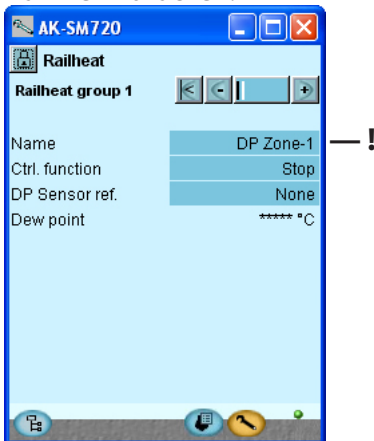 AK-SM720
Railheat
Railheat group 1
Name DP Zone-1
Ctrl. function Stop
DP Sensor ref. None
Dew point ***** °C
!